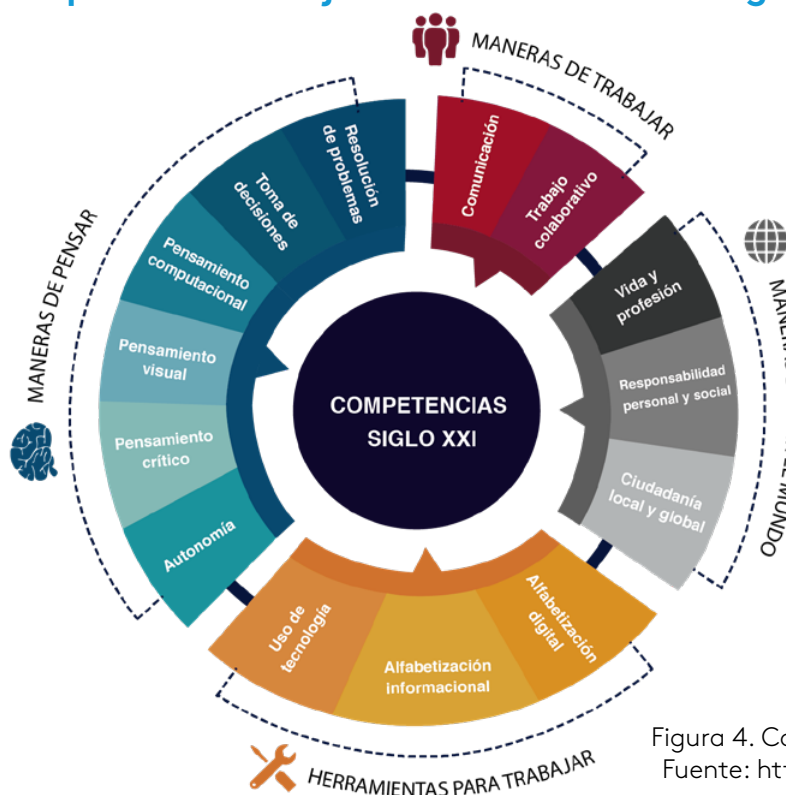 MANERAS DE TRABAJAR
Comunicación
Trabajo
colaborativo
Vida y
profesión
Responsabilidad
personal y social
Ciudadanía
local y global
MUNDO
Alfabetización
digital
Alfabetización
informacional
Uso de
tecnología
HERRAMIENTAS PARA TRABAJAR
MANERAS DE PENSAR
Resolución
de problemas
Toma de
decisiones
Pensamiento
computacional
Pensamiento
visual
Pensamiento
crítico
Autonomía
COMPETENCIAS
SIGLO XXI
Figura 4.
Fuente: